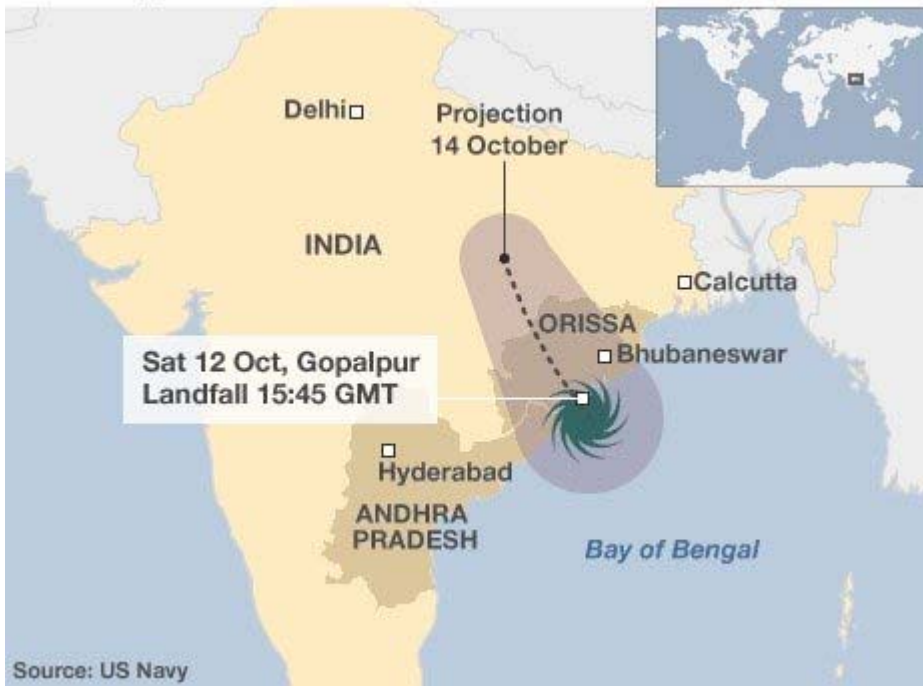 Delhi
Projection
14 October
INDIA
Calcutta
ORISSA
Bhubaneswar
Sat 12 Oct, Gopalpur
Landfall 15:45 GMT
Hyderabad
ANDHRA
PRADESH
Bay of Bengal
Source: US Navy